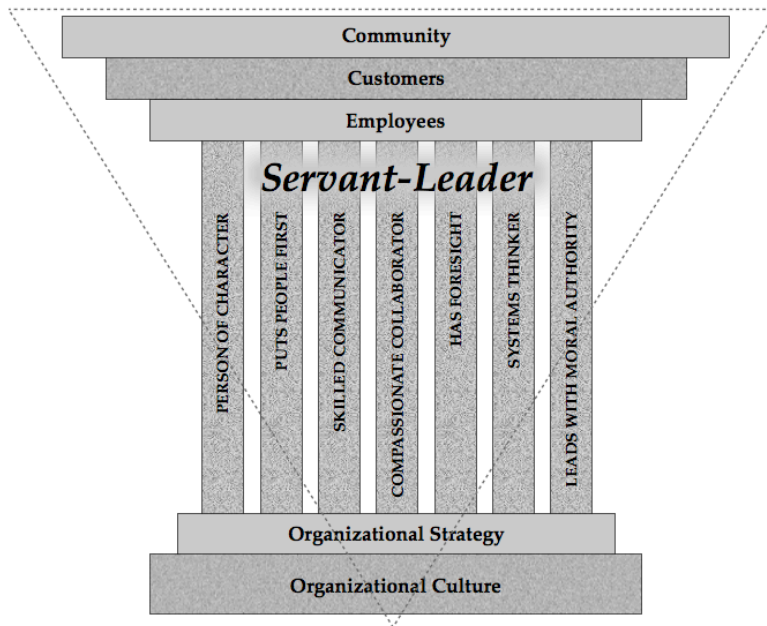 Community
Customers
Employees
Servant-Leader
PERSON OF CHARACTER
PUTS PEOPLE FIRST
SKILLED COMMUNICATOR
COMPASSIONATE COLLABORATOR
HAS FORESIGHT
SYSTEMS THINKER
LEADS WITH MORAL AUTHORITY
Organizational Strategy
Organizational Culture